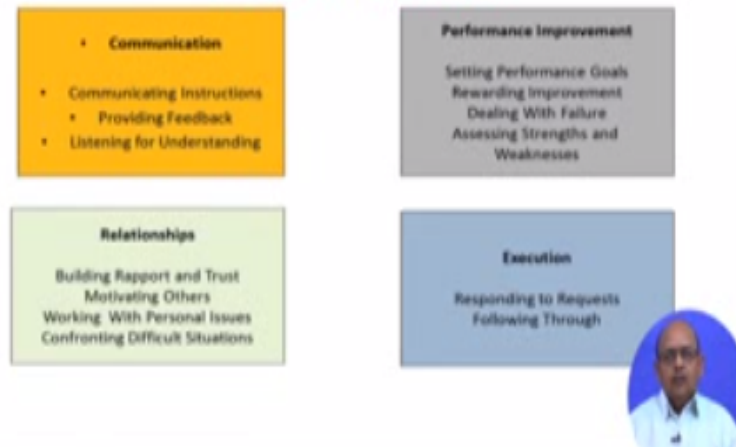 • Communication
• Communicating Instructions
• Providing Feedback
• Listening for Understanding
Performance Improvement
Setting Performance Goals
Rewarding Improvement
Dealing With Failure
Assessing Strengths and
Weaknesses
Relationships
Building Rapport and Trust
Motivating Others
Working With Personal Issues
Confronting Difficult Situations
Execution
Responding to Requests
Following Through